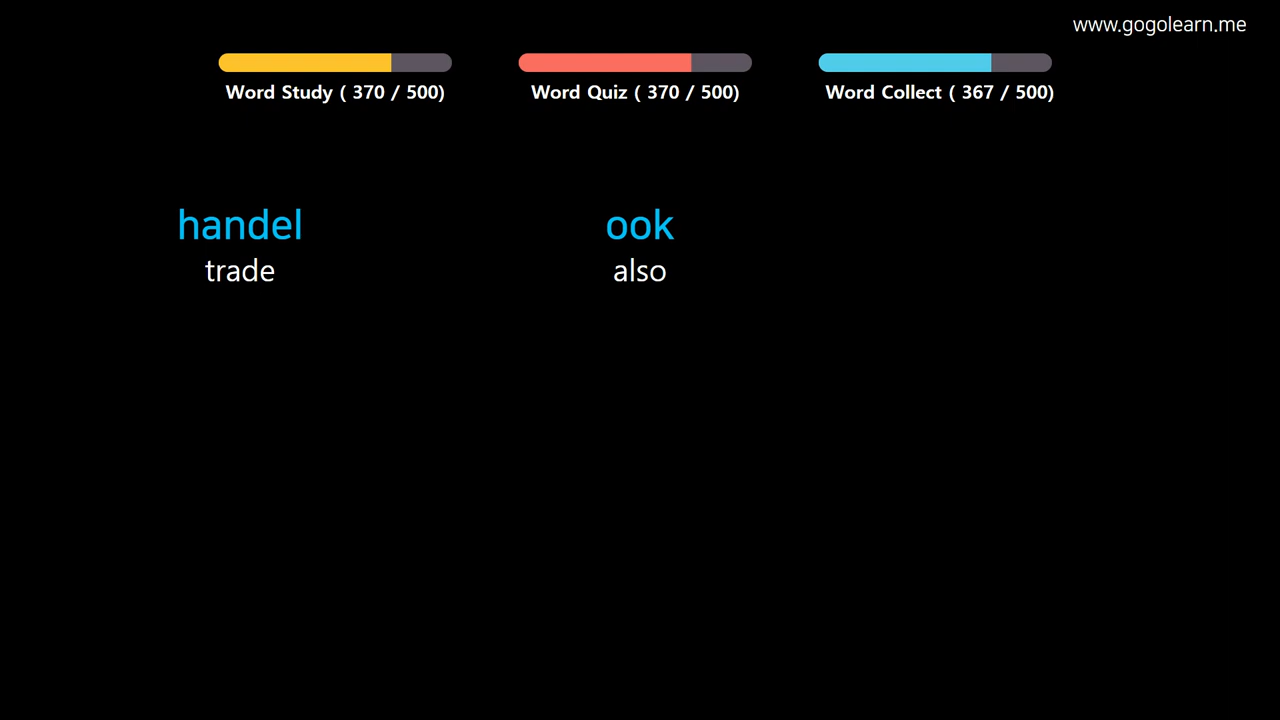 www.gogolearn.me
Word Study ( 370 / 500)
Word Quiz ( 370 / 500)
Word Collect ( 367 / 500)
handel
trade
ook
also